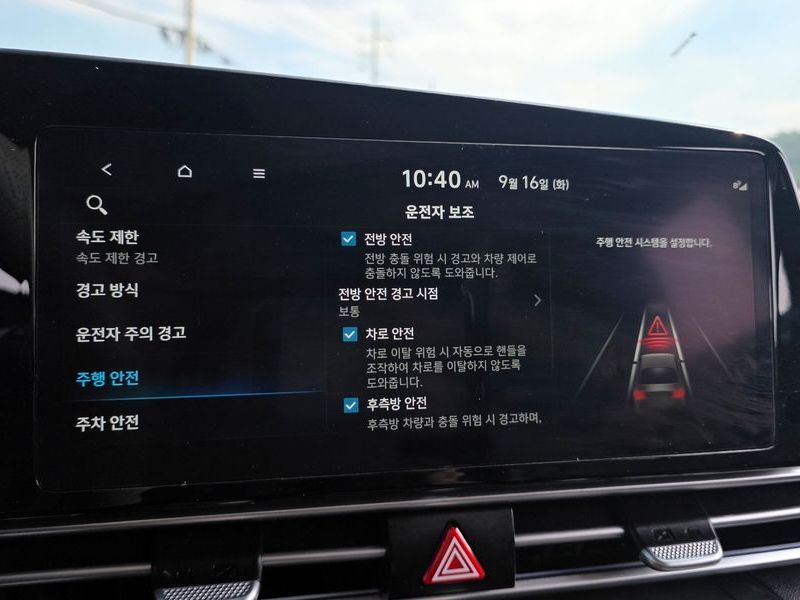 10:40 AM 9월 16일 (화)
운전자 보조
속도 제한
속도 제한 경고
경고 방식
운전자 주의 경고
주행 안전
주차 안전
전방 안전
전방 충돌 위험 시 경고와 차량 제어로
충돌하지 않도록 도와줍니다.
전방 안전 경고 시점
보통
차로 안전
차로 이탈 위험 시 자동으로 핸들을
조작하여 차로를 이탈하지 않도록
도와줍니다.
후측방 안전
후측방 차량과 충돌 위험 시 경고하며,
주행 안전 시스템을 설정합니다.